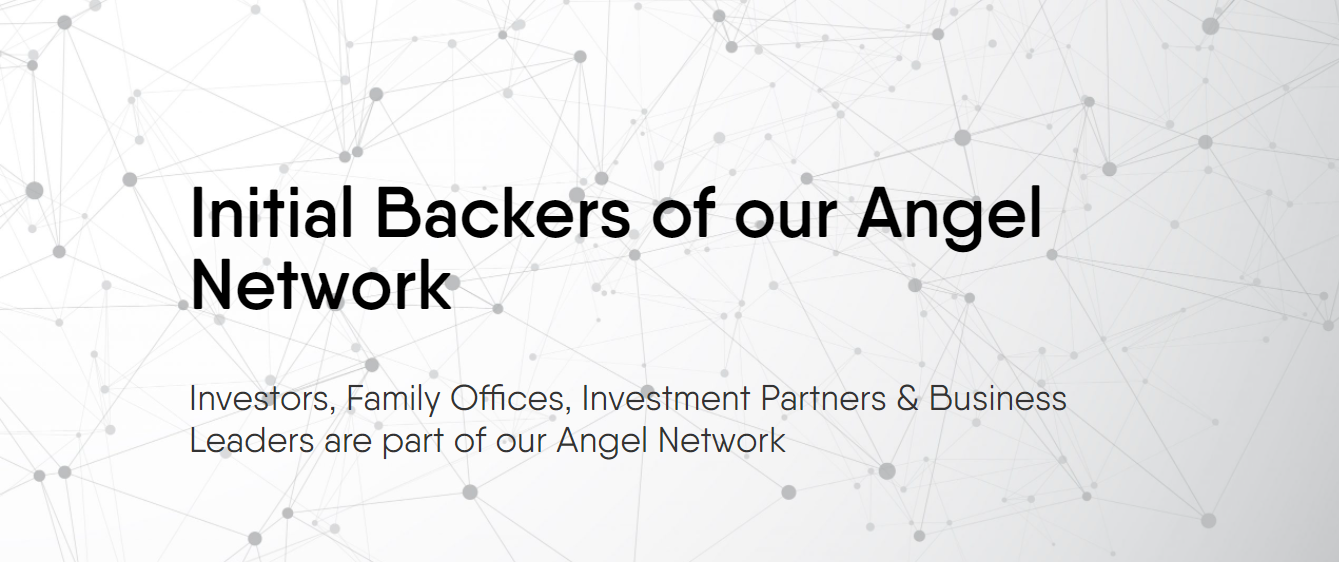 Initial Backers of our Angel
Network
Investors, Family Offices, Investment Partners & Business
Leaders are part of our Angel Network